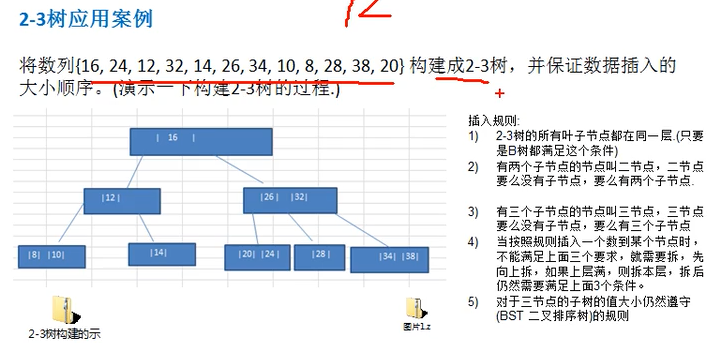 2-3树应用案例
12
将数列{16, 24, 12, 32, 14, 26, 34, 10, 8, 28, 38, 20} 构建成2-3树，并保证数据插入的
大小顺序。(演示一下构建2-3树的过程.)
| 16 |
|12|
|26| |32|
|8| |10|
|14|
|20| |24|
|28|
|34| |38|
2-3树构建的示
图片1.z
插入规则:
1) 2-3树的所有叶子节点都在同一层.(只要
是B树都满足这个条件)
2) 有两个子节点的节点叫二节点，二节点
要么没有子节点，要么有两个子节点.
3) 有三个子节点的节点叫三节点，三节点
要么没有子节点，要么有三个子节点
4) 当按照规则插入一个数到某个节点时，
不能满足上面三个要求，就需要拆，先
向上拆，如果上层满，则拆本层，拆后
仍然需要满足上面3个条件。
5) 对于三节点的子树的值大小仍然遵守
(BST 二叉排序树)的规则